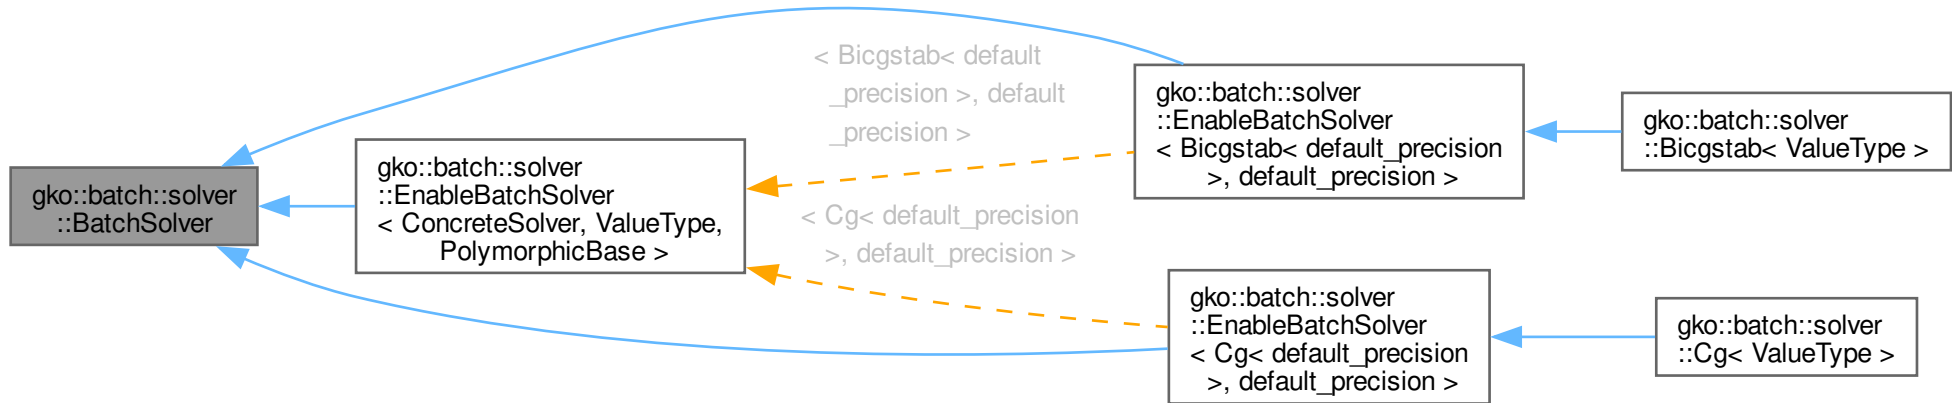 gko::batch::solver
::BatchSolver
gko::batch::solver
::EnableBatchSolver
< ConcreteSolver, ValueType,
PolymorphicBase >
< Bicgstab< default
_precision >, default
_precision >
< Cg< default_precision
>, default_precision >
gko::batch::solver
::EnableBatchSolver
< Bicgstab< default_precision
>, default_precision >
gko::batch::solver
::EnableBatchSolver
< Cg< default_precision
>, default_precision >
gko::batch::solver
::Bicgstab< ValueType >
gko::batch::solver
::Cg< ValueType >